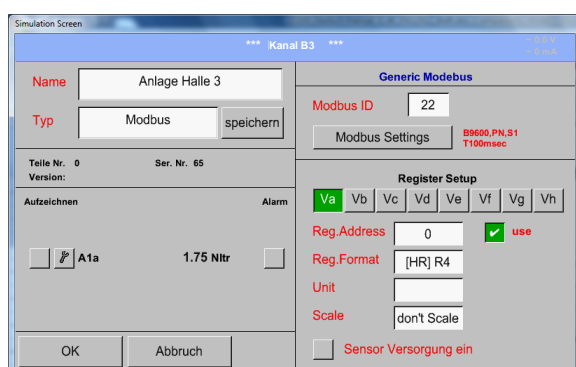 Simulation Screen
*** Kanal B3 ***
~ 0.0 V
~ 0 mA
Name
Anlage Halle 3
Typ
Modbus
speichern
Teile Nr. 0
Ser. Nr. 65
Version:
Aufzeichnen
Alarm
A1a
1.75 Nltr
OK
Abbruch
Generic Modebus
Modbus ID
22
Modbus Settings
B9600,PN,S1
T100msec
Register Setup
Va Vb Vc Vd Ve Vf Vg Vh
Reg.Address
0
use
Reg.Format
[HR] R4
Unit
Scale
don't Scale
Sensor Versorgung ein